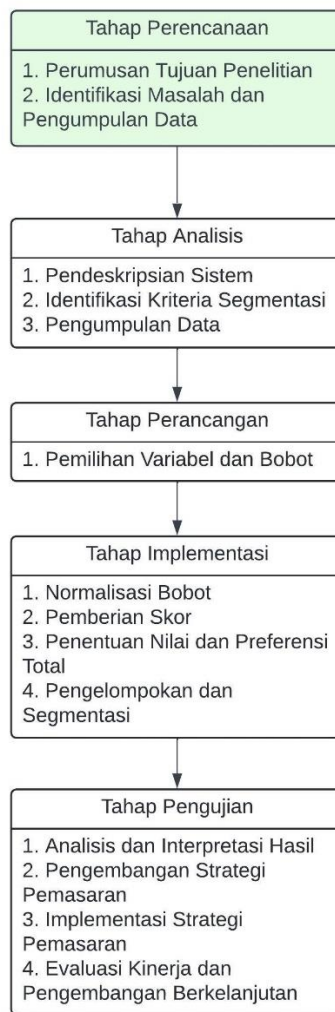 Tahap Perencanaan
1. Perumusan Tujuan Penelitian
2. Identifikasi Masalah dan
Pengumpulan Data
Tahap Analisis
1. Pendeskripsian Sistem
2. Identifikasi Kriteria Segmentasi
3. Pengumpulan Data
Tahap Perancangan
1. Pemilihan Variabel dan Bobot
Tahap Implementasi
1. Normalisasi Bobot
2. Pemberian Skor
3. Penentuan Nilai dan Preferensi
Total
4. Pengelompokan dan
Segmentasi
Tahap Pengujian
1. Analisis dan Interpretasi Hasil
2. Pengembangan Strategi
Pemasaran
3. Implementasi Strategi
Pemasaran
4. Evaluasi Kinerja dan
Pengembangan Berkelanjutan